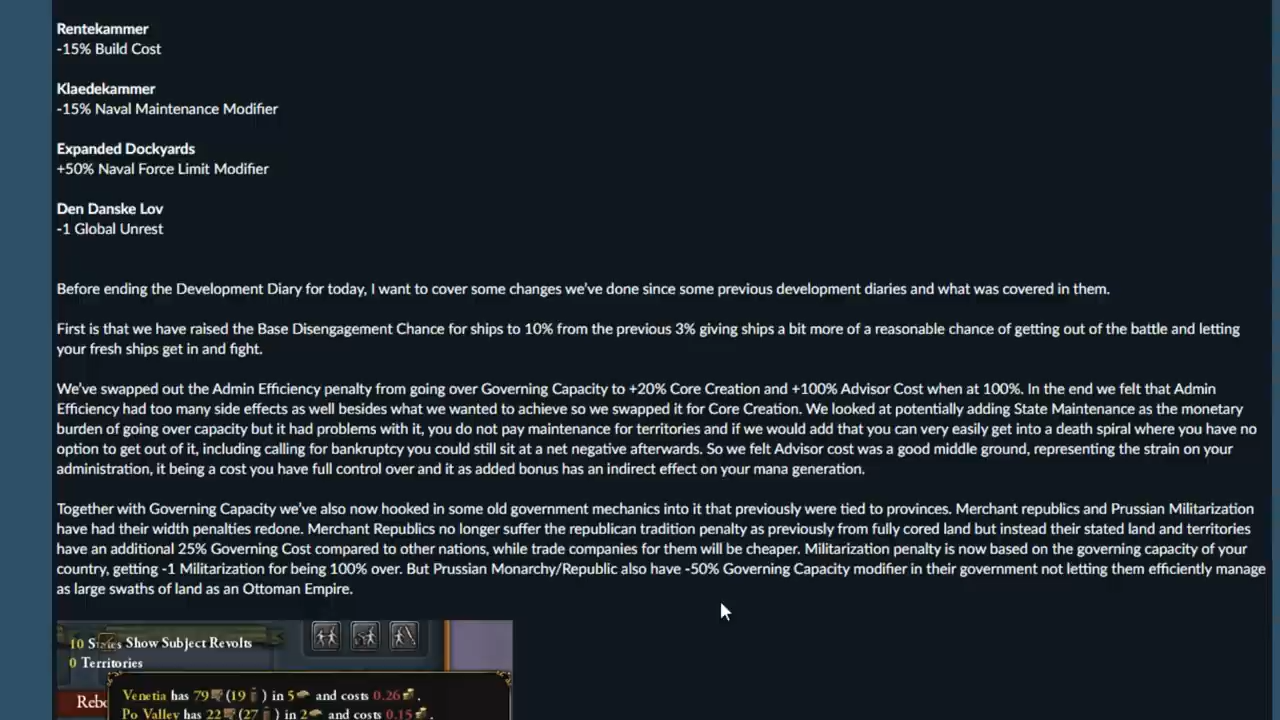 Rentekammer
-15% Build Cost
Klaedekammer
-15% Naval Maintenance Modifier
Expanded Dockyards
+50% Naval Force Limit Modifier
Den Danske Lov
-1 Global Unrest
Before ending the Development Diary for today, I want to cover some changes we've done since some previous development diaries and what was covered in them.
First is that we have raised the Base Disengagement Chance for ships to 10% from the previous 3% giving ships a bit more of a reasonable chance of getting out of the battle and letting
your fresh ships get in and fight.
We've swapped out the Admin Efficiency penalty from going over Governing Capacity to +20% Core Creation and +100% Advisor Cost when at 100%. In the end we felt that Admin
Efficiency had too many side effects as well besides what we wanted to achieve so we swapped it for Core Creation. We looked at potentially adding State Maintenance as the monetary
burden of going over capacity but it had problems with it, you do not pay maintenance for territories and if we would add that you can very easily get into a death spiral where you have no
option to get out of it, including calling for bankruptcy you could still sit at a net negative afterwards. So we felt Advisor cost was a good middle ground, representing the strain on your
administration, it being a cost you have full control over and it as added bonus has an indirect effect on your mana generation.
Together with Governing Capacity we've also now hooked in some old government mechanics into it that previously were tied to provinces. Merchant republics and Prussian Militarization
have had their width penalties redone. Merchant Republics no longer suffer the republican tradition penalty as previously from fully cored land but instead their stated land and territories
have an additional 25% Governing Cost compared to other nations, while trade companies for them will be cheaper. Militarization penalty is now based on the governing capacity of your
country, getting -1 Militarization for being 100% over. But Prussian Monarchy/Republic also have -50% Governing Capacity modifier in their government not letting them efficiently manage
as large swaths of land as an Ottoman Empire.
10 States Show Subject Revolts
0 Territories
Rebe
Venetia has 79 (19 ) in 5 and costs 0.26 .
Po Valley has 22 (27 ) in 2 and costs 0.15 .